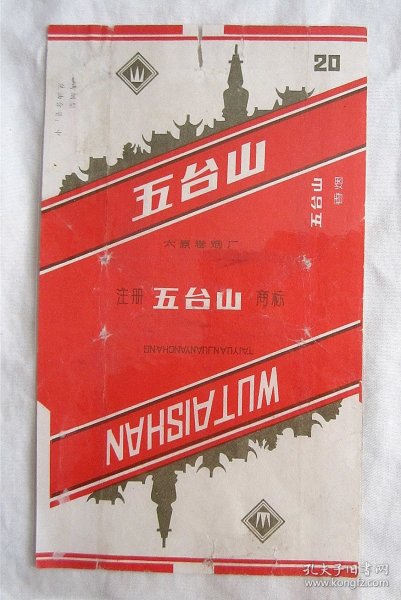 20
五台山
五台山
香烟
太原卷烟厂
注册 五台山 商标
TAIYUANJUANYANCHANG
WUTAISHAN
孔夫子旧书网
book.kongfz.com